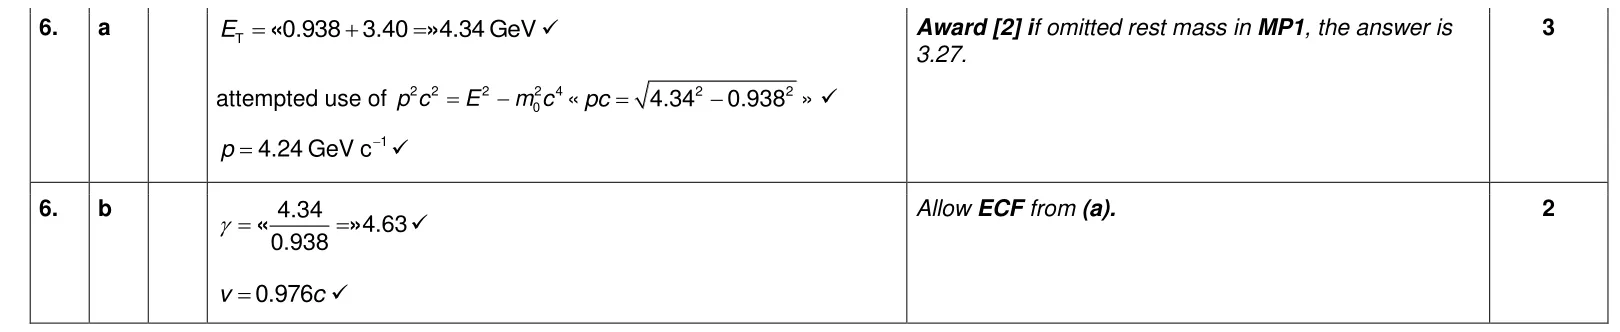 6. a E_T = «0.938 + 3.40 =» 4.34 GeV ✓ Award [2] if omitted rest mass in MP1, the answer is 3.27. 3
attempted use of p²c² = E² − m₀²c⁴ « pc = √(4.34² − 0.938²) » ✓
p = 4.24 GeV c⁻¹ ✓
6. b γ = « 4.34/0.938 =» 4.63 ✓ Allow ECF from (a). 2
v = 0.976c ✓